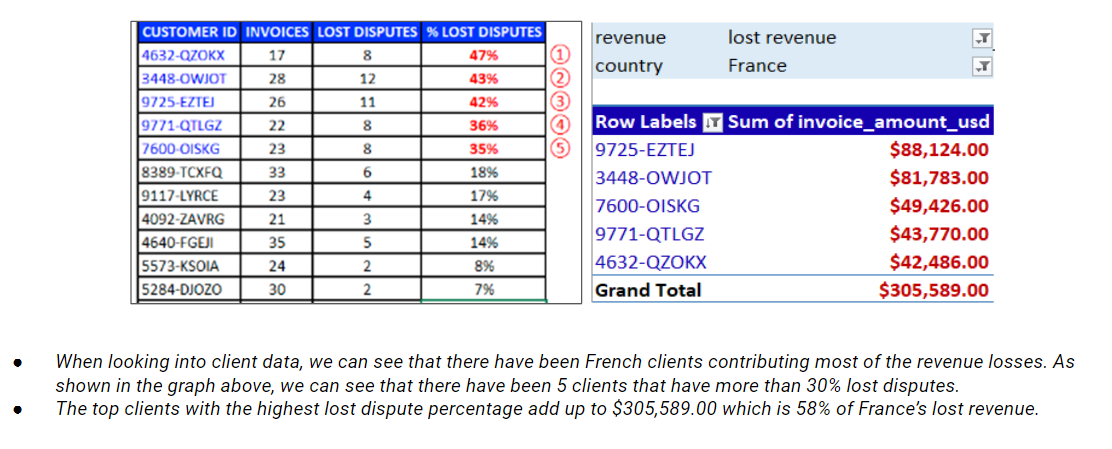 CUSTOMER ID INVOICES LOST DISPUTES % LOST DISPUTES
4632-QZOKX 17 8 47% ①
3448-OWJOT 28 12 43% ②
9725-EZTEJ 26 11 42% ③
9771-QTLGZ 22 8 36% ④
7600-OISKG 23 8 35% ⑤
8389-TCXFQ 33 6 18%
9117-LYRCE 23 4 17%
4092-ZAVRG 21 3 14%
4640-FGEJI 35 5 14%
5573-KSOIA 24 2 8%
5284-DJOZO 30 2 7%
revenue lost revenue
country France
Row Labels Sum of invoice_amount_usd
9725-EZTEJ $88,124.00
3448-OWJOT $81,783.00
7600-OISKG $49,426.00
9771-QTLGZ $43,770.00
4632-QZOKX $42,486.00
Grand Total $305,589.00
● When looking into client data, we can see that there have been French clients contributing most of the revenue losses. As
shown in the graph above, we can see that there have been 5 clients that have more than 30% lost disputes.
● The top clients with the highest lost dispute percentage add up to $305,589.00 which is 58% of France's lost revenue.